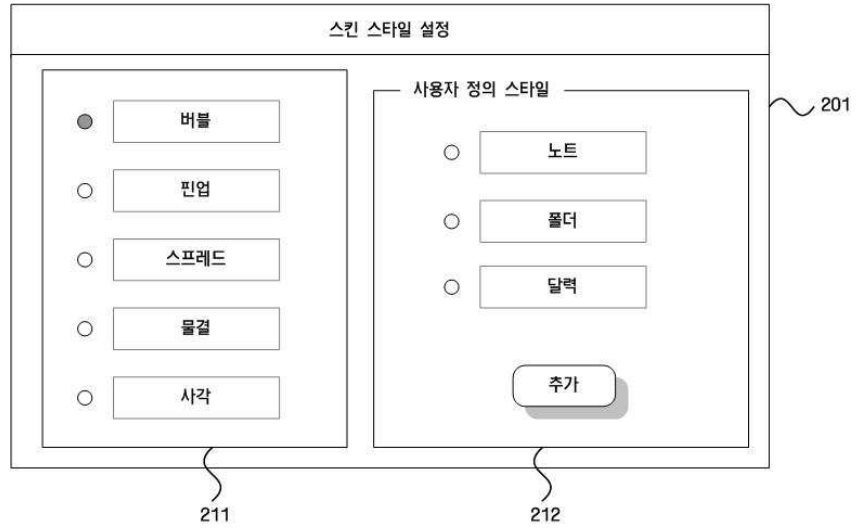 스킨 스타일 설정
버블
핀업
스프레드
물결
사각
사용자 정의 스타일
노트
폴더
달력
추가
201
211
212